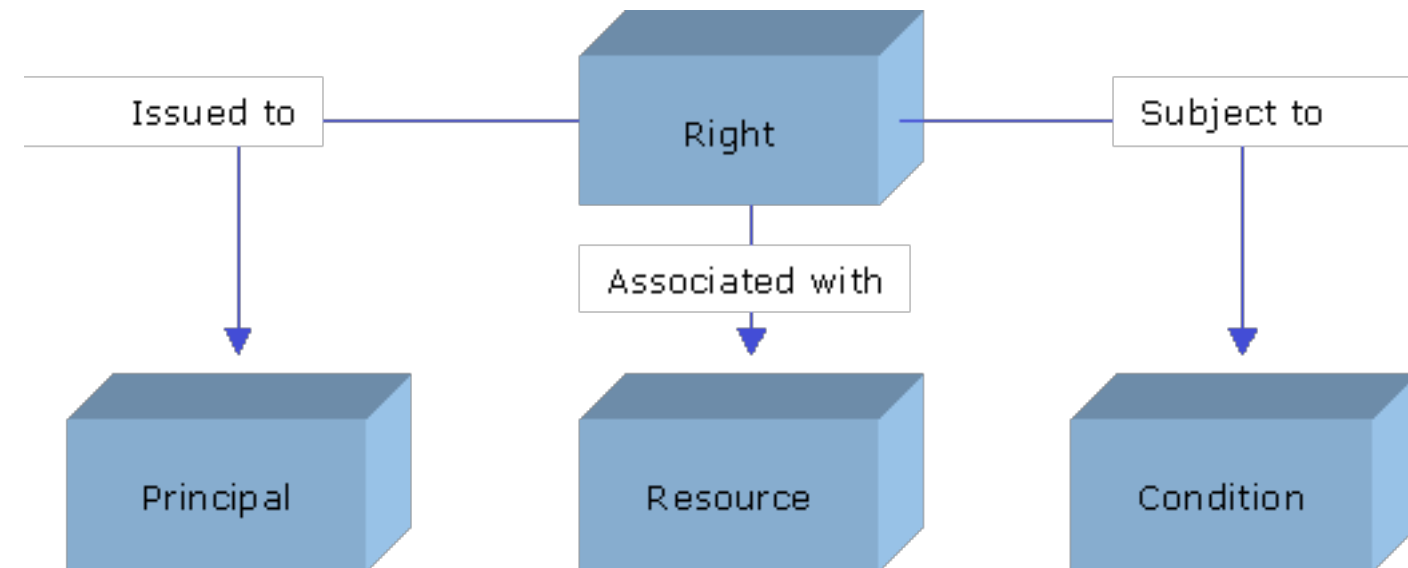 Right
Issued to
Subject to
Associated with
Principal
Resource
Condition